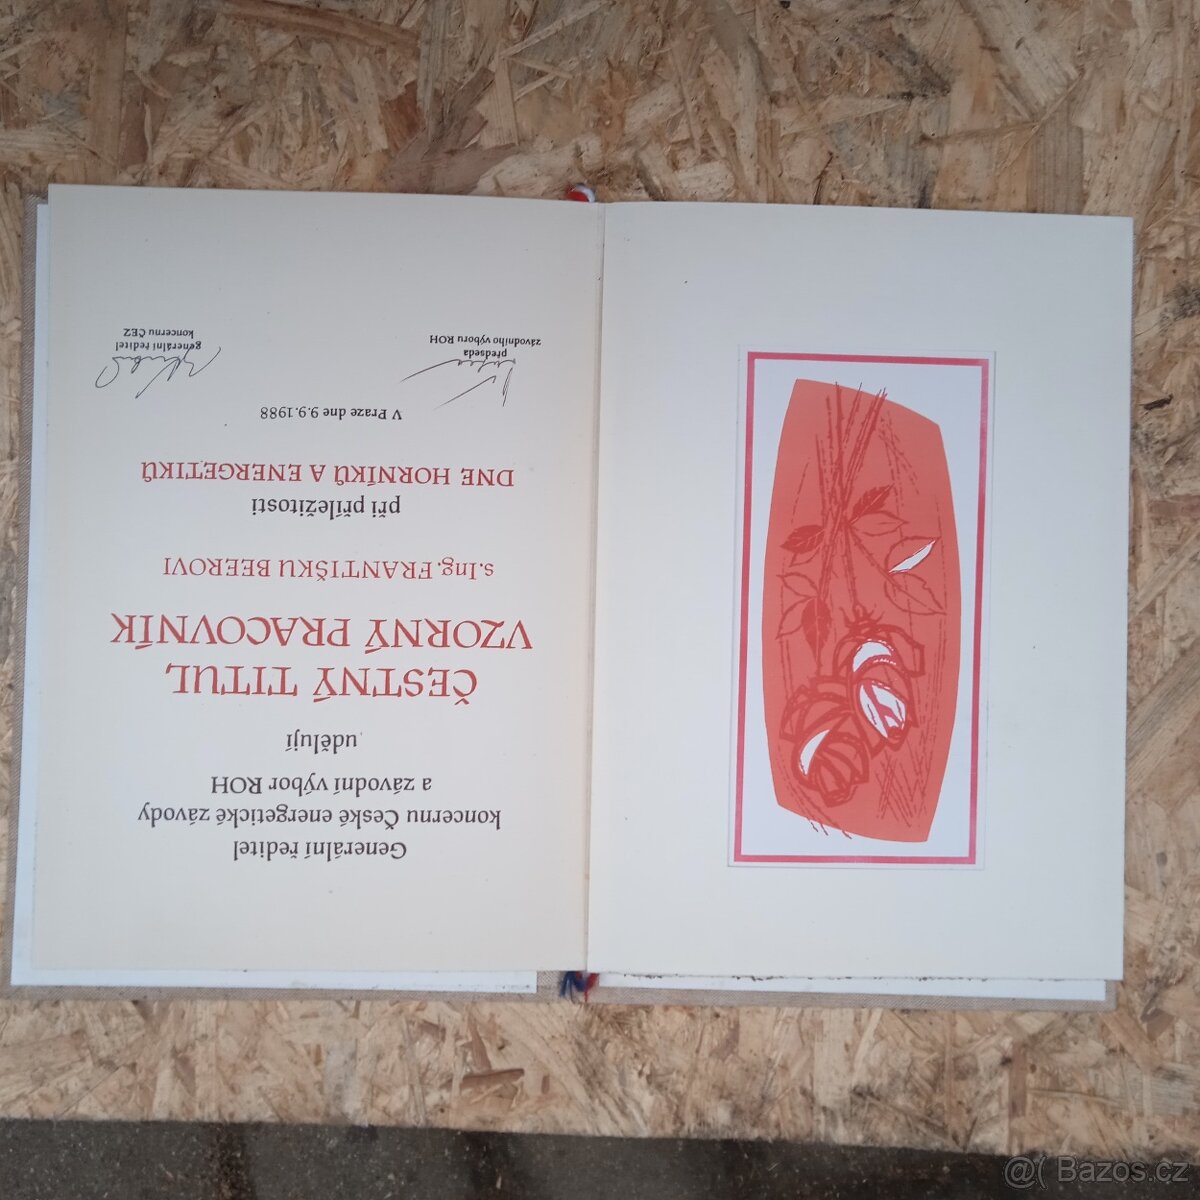 Generální ředitel
koncernu České energetické závody
a závodní výbor ROH
udělují
ČESTNÝ TITUL
VZORNÝ PRACOVNÍK
s.Ing. FRANTIŠKU BEEROVI
při příležitosti
DNE HORNÍKŮ A ENERGETIKŮ
V Praze dne 9.9.1988
předseda
závodního výboru ROH
generální ředitel
koncernu ČEZ
@( Bazos.cz